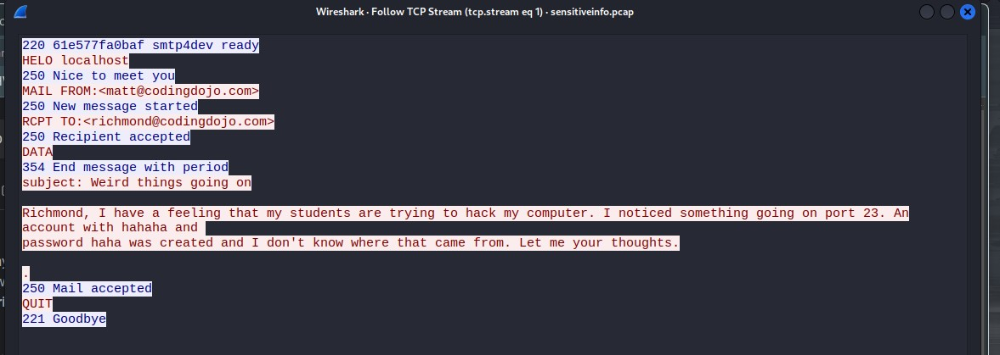 Wireshark · Follow TCP Stream (tcp.stream eq 1) · sensitiveinfo.pcap
220 61e577fa0baf smtp4dev ready
HELO localhost
250 Nice to meet you
MAIL FROM:<matt@codingdojo.com>
250 New message started
RCPT TO:<richmond@codingdojo.com>
250 Recipient accepted
DATA
354 End message with period
subject: Weird things going on
Richmond, I have a feeling that my students are trying to hack my computer. I noticed something going on port 23. An
account with hahaha and
password haha was created and I don't know where that came from. Let me your thoughts.
.
250 Mail accepted
QUIT
221 Goodbye